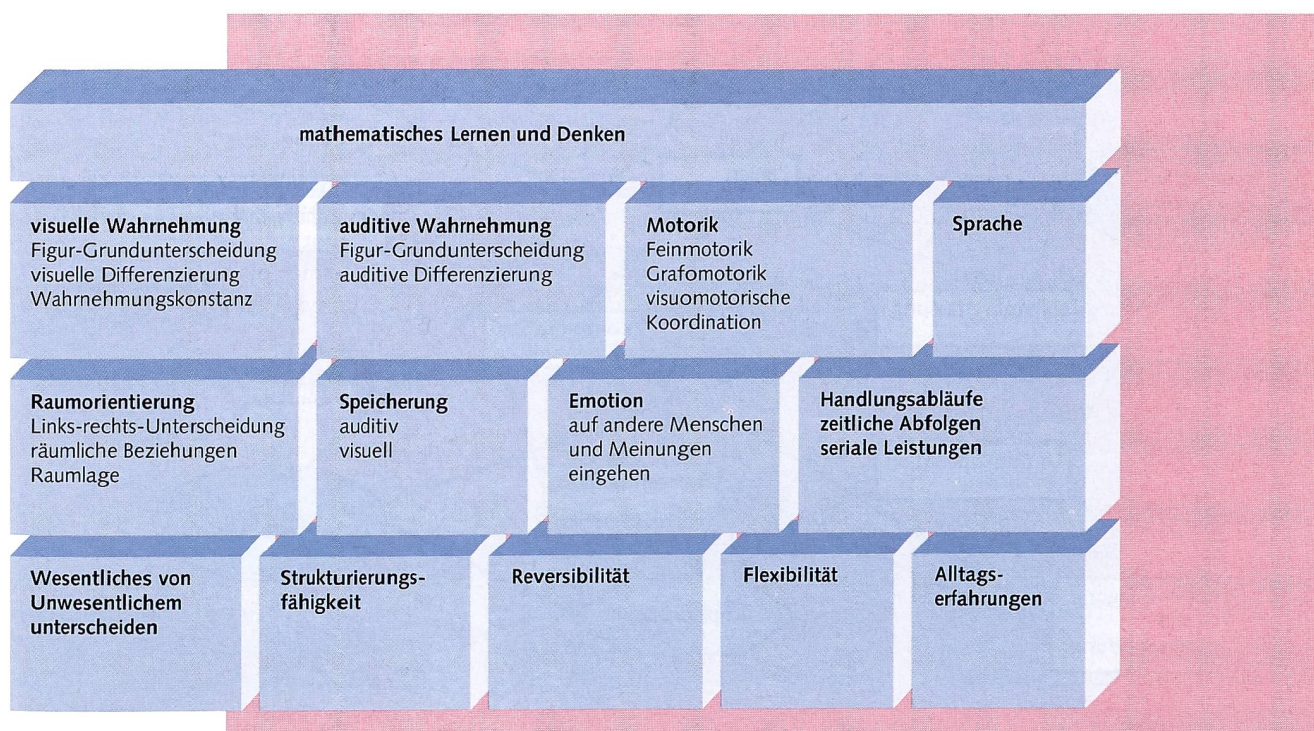 mathematisches Lernen und Denken
visuelle Wahrnehmung
Figur-Grundunterscheidung
visuelle Differenzierung
Wahrnehmungskonstanz
auditive Wahrnehmung
Figur-Grundunterscheidung
auditive Differenzierung
Motorik
Feinmotorik
Grafomotorik
visuomotorische
Koordination
Sprache
Raumorientierung
Links-rechts-Unterscheidung
räumliche Beziehungen
Raumlage
Speicherung
auditiv
visuell
Emotion
auf andere Menschen
und Meinungen
eingehen
Handlungsabläufe
zeitliche Abfolgen
seriale Leistungen
Wesentliches von
Unwesentlichem
unterscheiden
Strukturierungs-
fähigkeit
Reversibilität
Flexibilität
Alltags-
erfahrungen